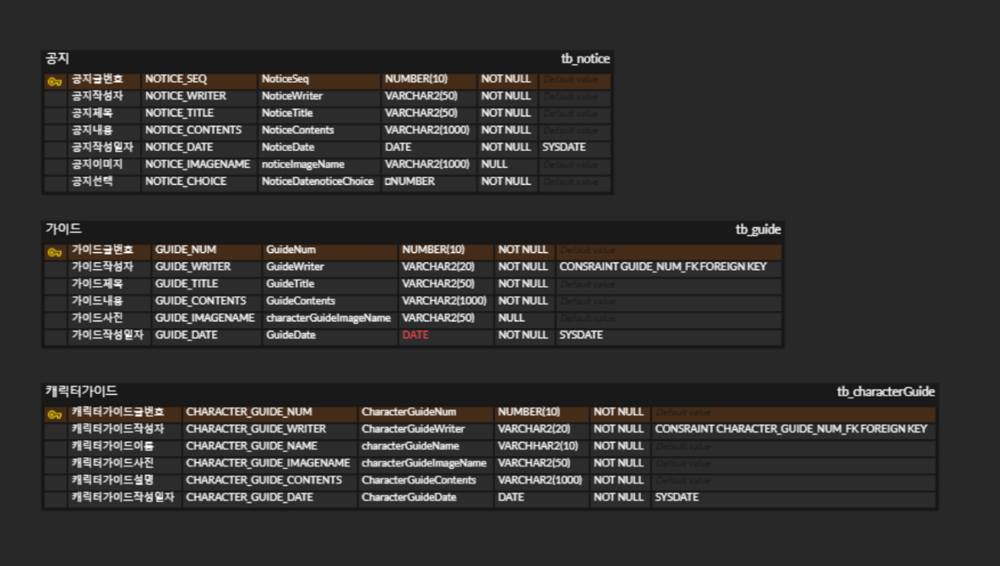 공지 tb_notice
공지글번호 NOTICE_SEQ NoticeSeq NUMBER(10) NOT NULL Default value
공지작성자 NOTICE_WRITER NoticeWriter VARCHAR2(50) NOT NULL Default value
공지제목 NOTICE_TITLE NoticeTitle VARCHAR2(50) NOT NULL Default value
공지내용 NOTICE_CONTENTS NoticeContents VARCHAR2(1000) NOT NULL Default value
공지작성일자 NOTICE_DATE NoticeDate DATE NOT NULL SYSDATE
공지이미지 NOTICE_IMAGENAME noticeImageName VARCHAR2(1000) NULL Default value
공지선택 NOTICE_CHOICE NoticeDatenoticeChoice NUMBER NOT NULL Default value
가이드 tb_guide
가이드글번호 GUIDE_NUM GuideNum NUMBER(10) NOT NULL Default value
가이드작성자 GUIDE_WRITER GuideWriter VARCHAR2(20) NOT NULL CONSRAINT GUIDE_NUM_FK FOREIGN KEY
가이드제목 GUIDE_TITLE GuideTitle VARCHAR2(50) NOT NULL Default value
가이드내용 GUIDE_CONTENTS GuideContents VARCHAR2(1000) NOT NULL Default value
가이드사진 GUIDE_IMAGENAME characterGuideImageName VARCHAR2(50) NULL Default value
가이드작성일자 GUIDE_DATE GuideDate DATE NOT NULL SYSDATE
캐릭터가이드 tb_characterGuide
캐릭터가이드글번호 CHARACTER_GUIDE_NUM CharacterGuideNum NUMBER(10) NOT NULL Default value
캐릭터가이드작성자 CHARACTER_GUIDE_WRITER CharacterGuideWriter VARCHAR2(20) NOT NULL CONSRAINT CHARACTER_GUIDE_NUM_FK FOREIGN KEY
캐릭터가이드이름 CHARACTER_GUIDE_NAME characterGuideName VARCHHAR2(10) NOT NULL Default value
캐릭터가이드사진 CHARACTER_GUIDE_IMAGENAME characterGuideImageName VARCHAR2(50) NOT NULL Default value
캐릭터가이드설명 CHARACTER_GUIDE_CONTENTS CharacterGuideContents VARCHAR2(1000) NOT NULL Default value
캐릭터가이드작성일자 CHARACTER_GUIDE_DATE CharacterGuideDate DATE NOT NULL SYSDATE